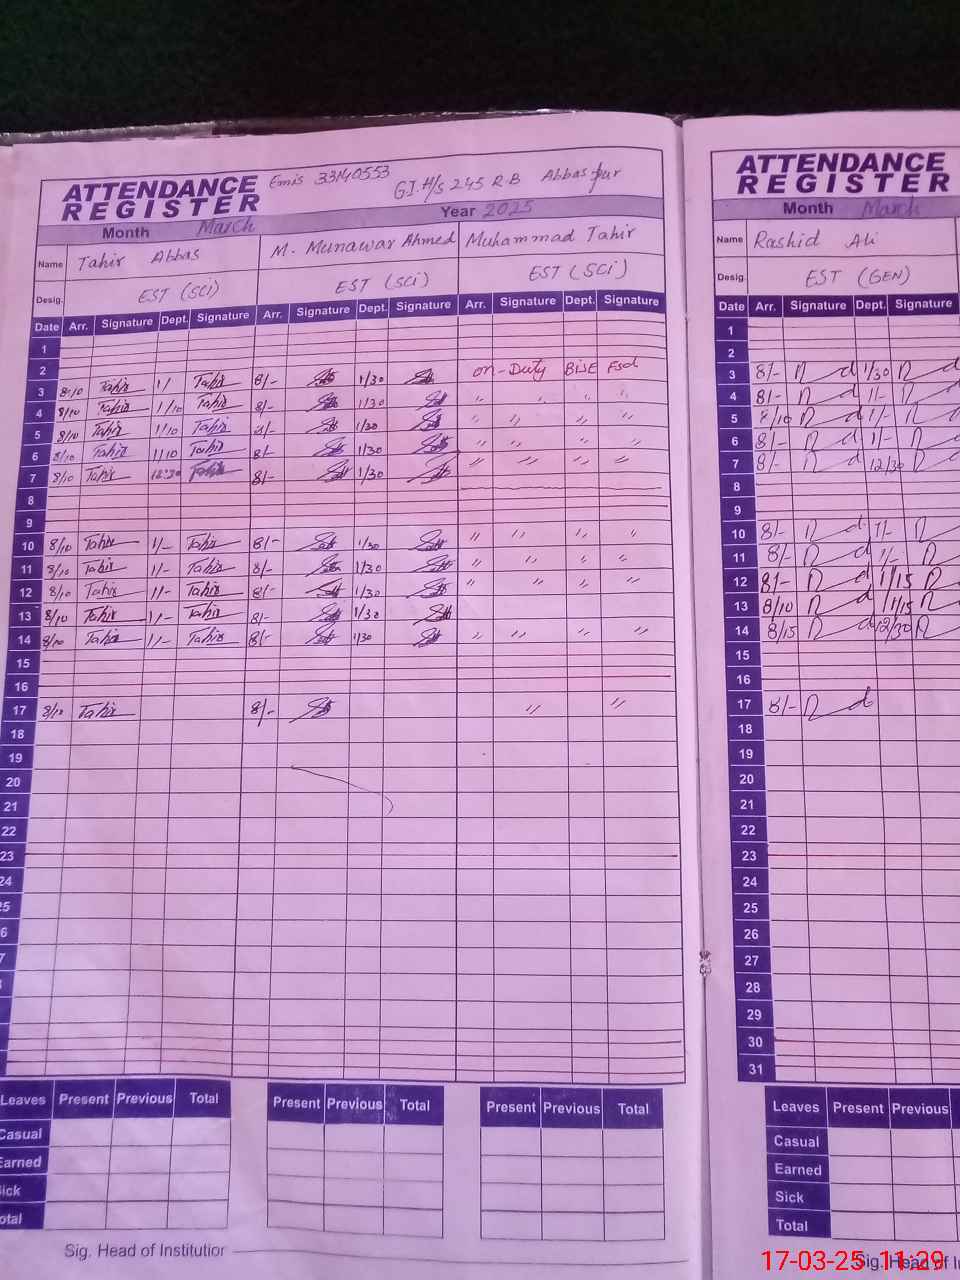 ATTENDANCE REGISTER Emis 33140553 G.H/S 245 R.B Abbaspur
Month March Year 2025
Name Tahir Abbas M. Munawar Ahmed Muhammad Tahir
Desig. EST (SCi) EST (SCi) EST (SCi)
Date Arr. Signature Dept. Signature Arr. Signature Dept. Signature Arr. Signature Dept. Signature
1
2
3 8/10 Tahir 1/ Tahir 8/- 1/30 on-Duty BiSE Fsd
4 8/10 Tahir 1/10 Tahir 8/- 1/30 " " " "
5 8/10 Tahir 1/10 Tahir 8/- 1/30 " " " "
6 8/10 Tahir 1/10 Tahir 8/- 1/30 " " " "
7 8/10 Tahir 12:30 Tahir 8/- 1/30 " " " "
8
9
10 8/10 Tahir 1/- Tahir 8/- 1/30 " " " "
11 8/10 Tahir 1/- Tahir 8/- 1/30 " " " "
12 8/10 Tahir 1/- Tahir 8/- 1/30 " " " "
13 8/10 Tahir 1/- Tahir 8/- 1/30
14 8/10 Tahir 1/- Tahir 8/- 1/30 " " " "
15
16
17 8/10 Tahir 8/- " "
18
19
20
21
22
23
24
Leaves Present Previous Total Present Previous Total Present Previous Total
Casual
Earned
Sick
Total
Sig. Head of Institution
ATTENDANCE REGISTER
Month March
Name Rashid Ali
Desig. EST (GEN)
Date Arr. Signature Dept. Signature
1
2
3 8/- 1/30
4 8/- 1/-
5 8/10 1/-
6 8/- 1/-
7 8/- 12/30
8
9
10 8/- 1/-
11 8/- 1/-
12 8/- 1/15
13 8/10 1/15
14 8/15 12/30
15
16
17 8/-
18
19
20
21
22
23
24
25
26
27
28
29
30
31
Leaves Present Previous
Casual
Earned
Sick
Total
17-03-25 11:29